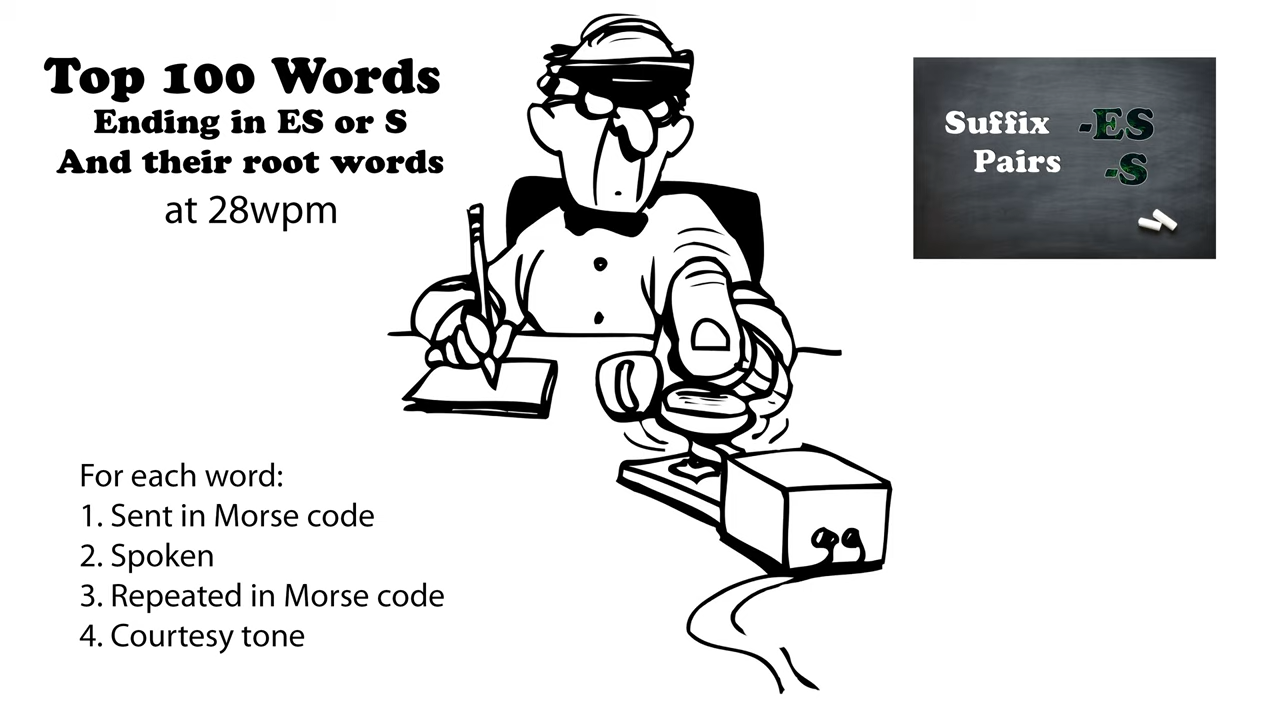 Top 100 Words
Ending in ES or S
And their root words
at 28wpm
Suffix -ES
Pairs -S
For each word:
1. Sent in Morse code
2. Spoken
3. Repeated in Morse code
4. Courtesy tone